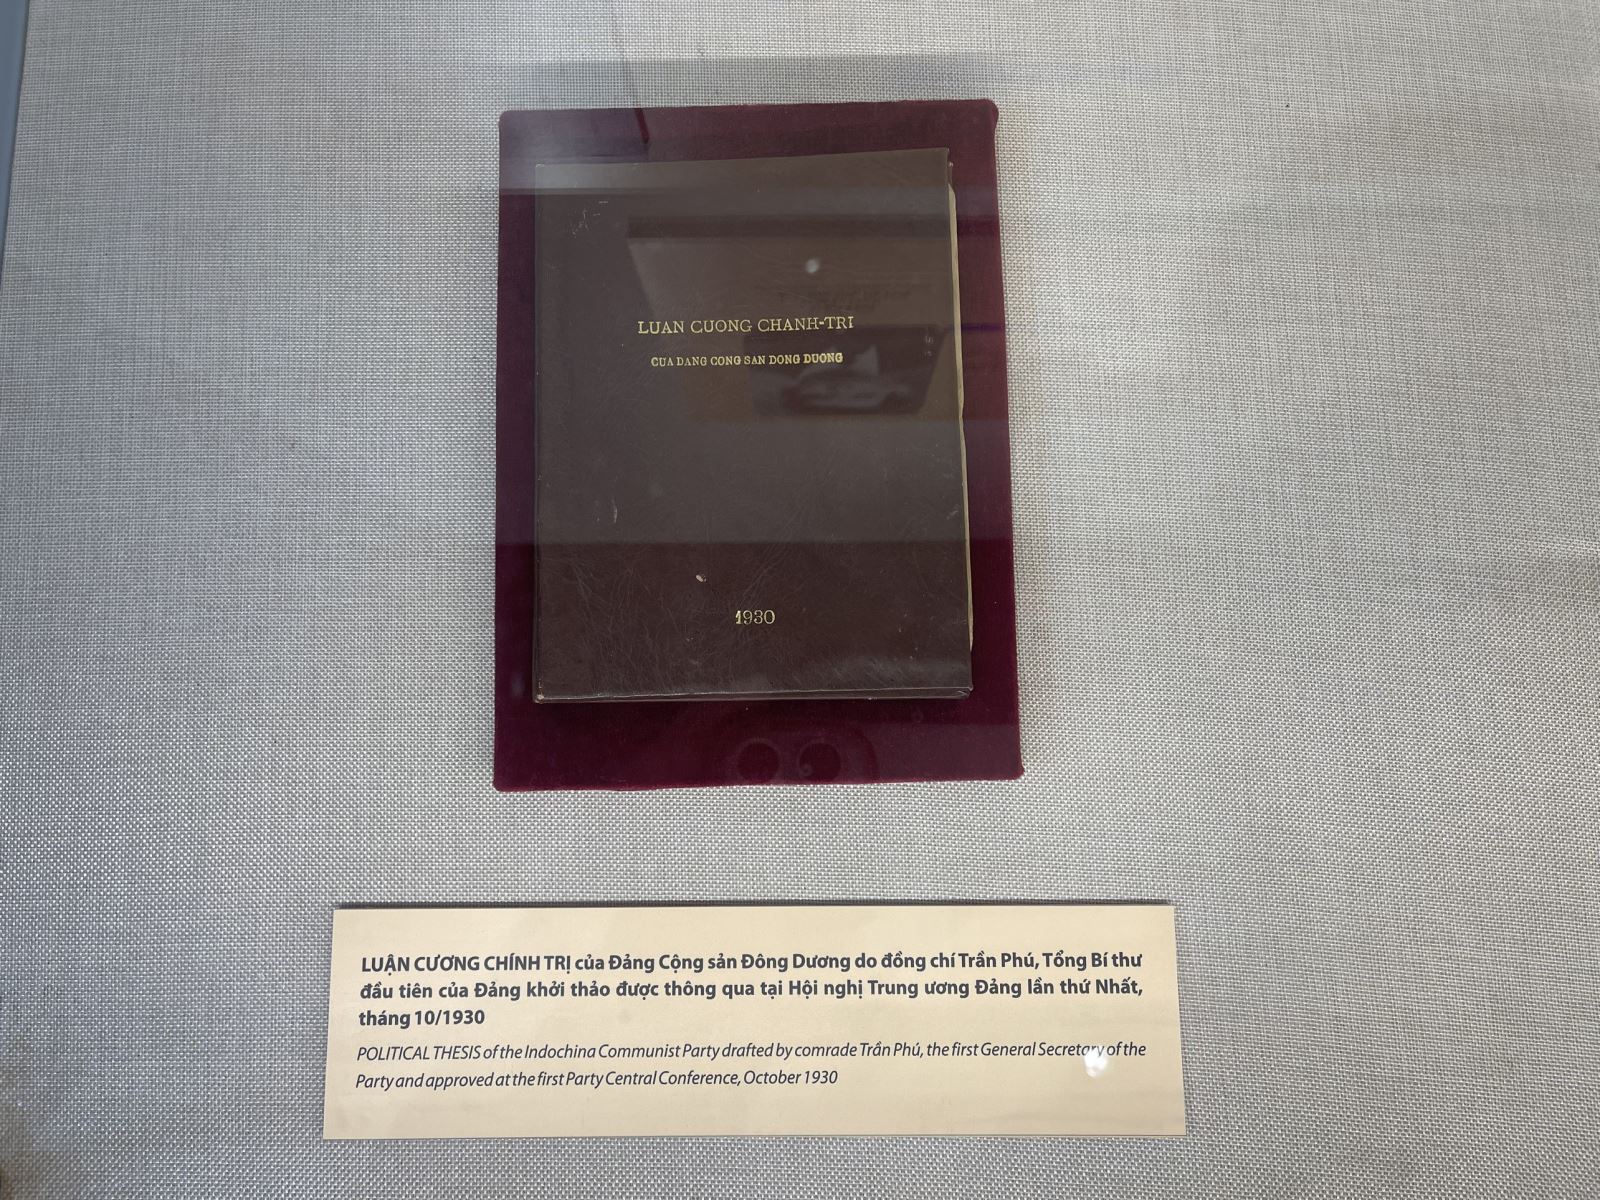 LUAN CUONG CHANH-TRI
CUA DANG CONG SAN DONG DUONG
1930
LUẬN CƯƠNG CHÍNH TRỊ của Đảng Cộng sản Đông Dương do đồng chí Trần Phú, Tổng Bí thư
đầu tiên của Đảng khởi thảo được thông qua tại Hội nghị Trung ương Đảng lần thứ Nhất,
tháng 10/1930
POLITICAL THESIS of the Indochina Communist Party drafted by comrade Trần Phú, the first General Secretary of the
Party and approved at the first Party Central Conference, October 1930